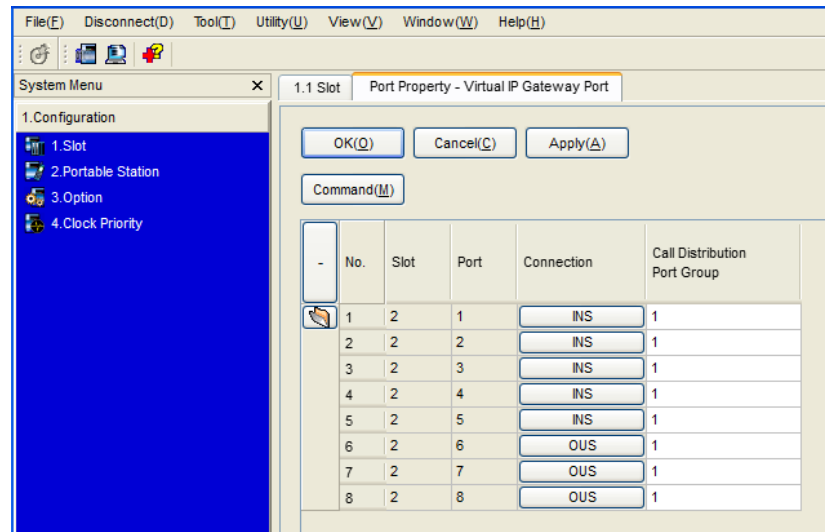 File(F) Disconnect(D) Tool(T) Utility(U) View(V) Window(W) Help(H)
System Menu x
1.1 Slot Port Property - Virtual IP Gateway Port
1.Configuration
1.Slot
2.Portable Station
3.Option
4.Clock Priority
OK(O) Cancel(C) Apply(A)
Command(M)
- No. Slot Port Connection Call Distribution Port Group
1 2 1 INS 1
2 2 2 INS 1
3 2 3 INS 1
4 2 4 INS 1
5 2 5 INS 1
6 2 6 OUS 1
7 2 7 OUS 1
8 2 8 OUS 1